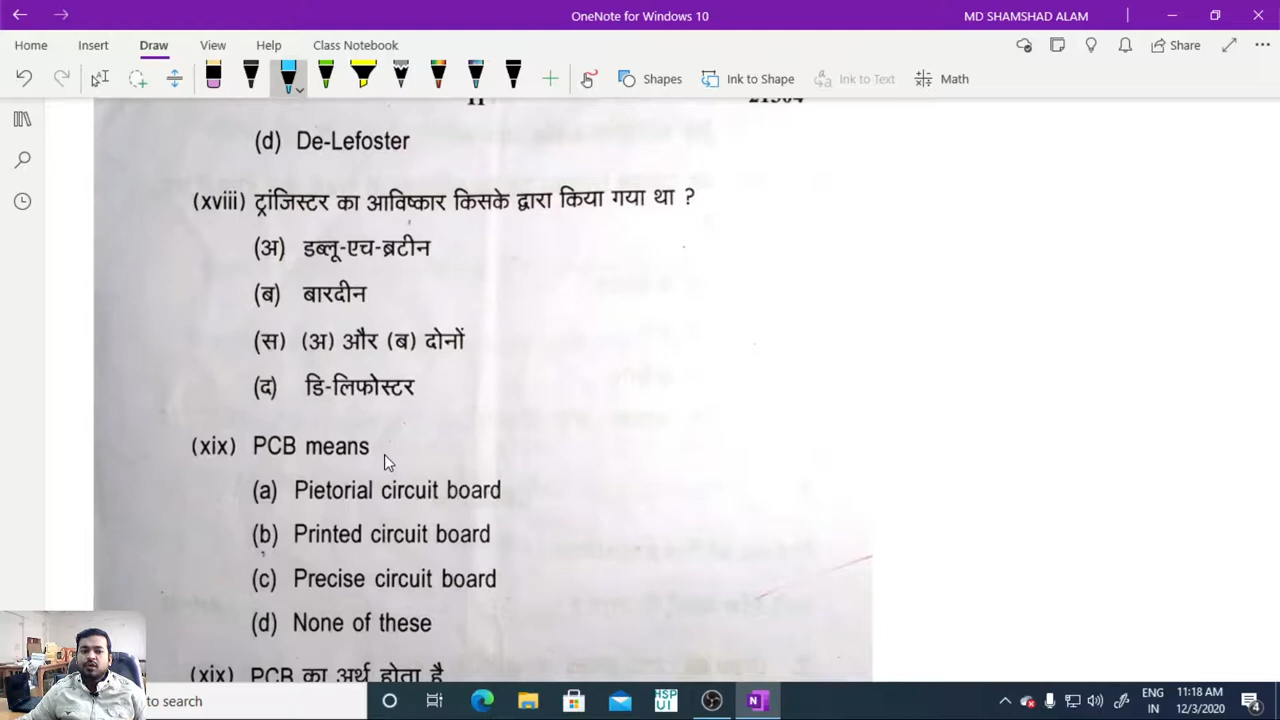 OneNote for Windows 10
MD SHAMSHAD ALAM
Home Insert Draw View Help Class Notebook
Share
Shapes Ink to Shape Ink to Text Math
(d) De-Lefoster
(xviii) ट्रांजिस्टर का आविष्कार किसके द्वारा किया गया था ?
(अ) डब्लू-एच-ब्रटीन
(ब) बारदीन
(स) (अ) और (ब) दोनों
(द) डि-लिफोस्टर
(xix) PCB means
(a) Pietorial circuit board
(b) Printed circuit board
(c) Precise circuit board
(d) None of these
(xix) PCB का अर्थ होता है
to search
HSP
UI
ENG
IN
11:18 AM
12/3/2020
4